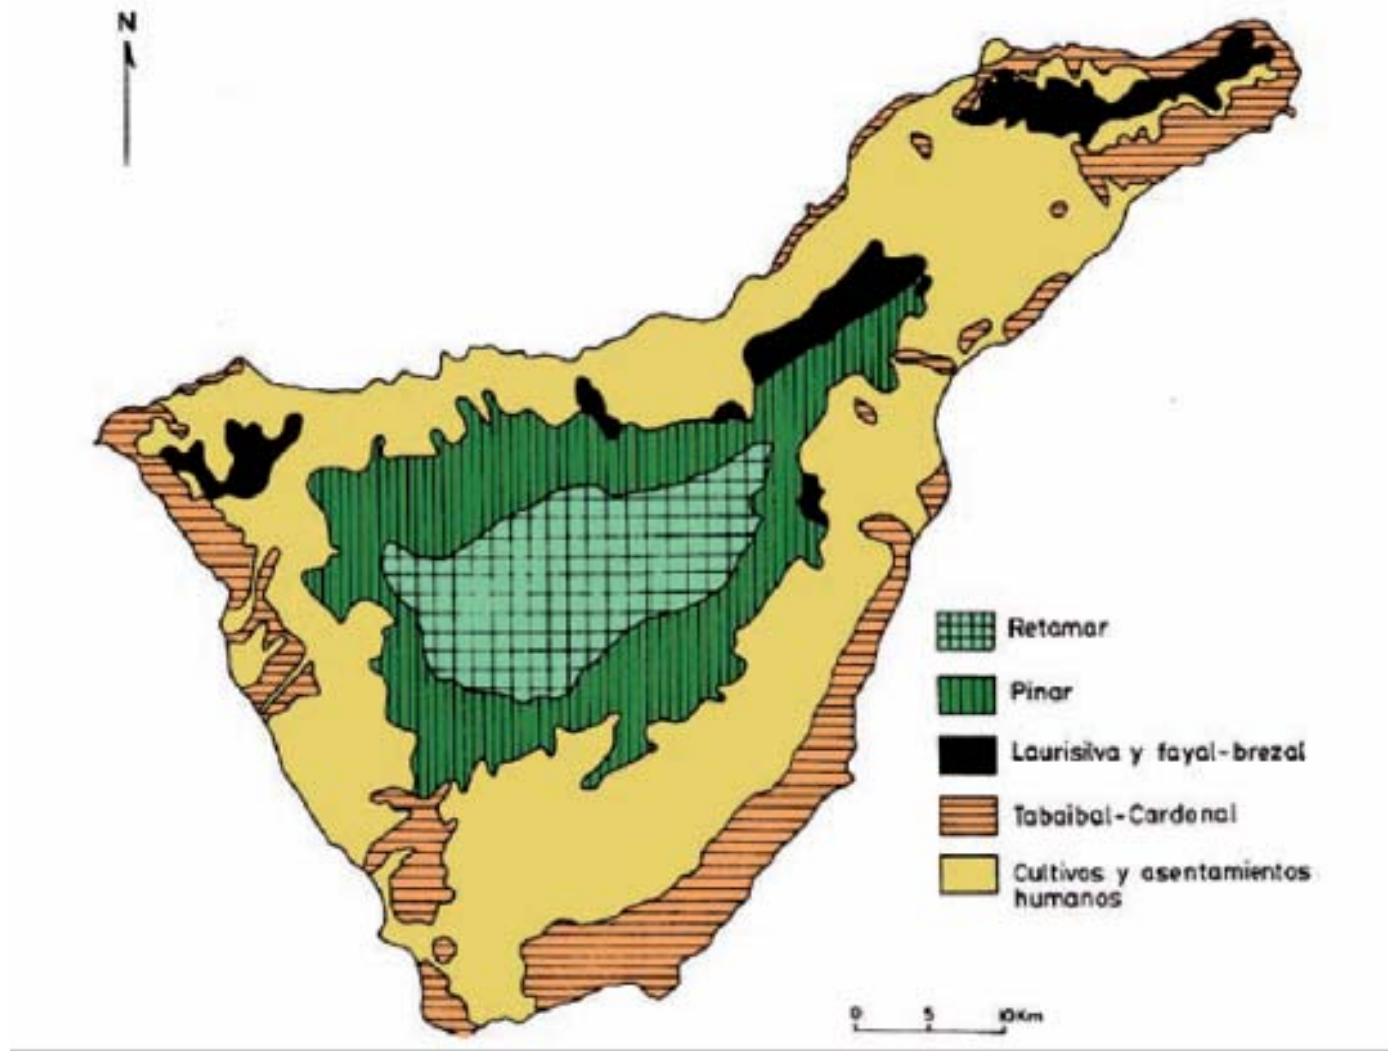 N
Retamar
Pinar
Laurisilva y fayal-brezal
Tabaibal-Cardonal
Cultivos y asentamientos
humanos
0 5 10Km